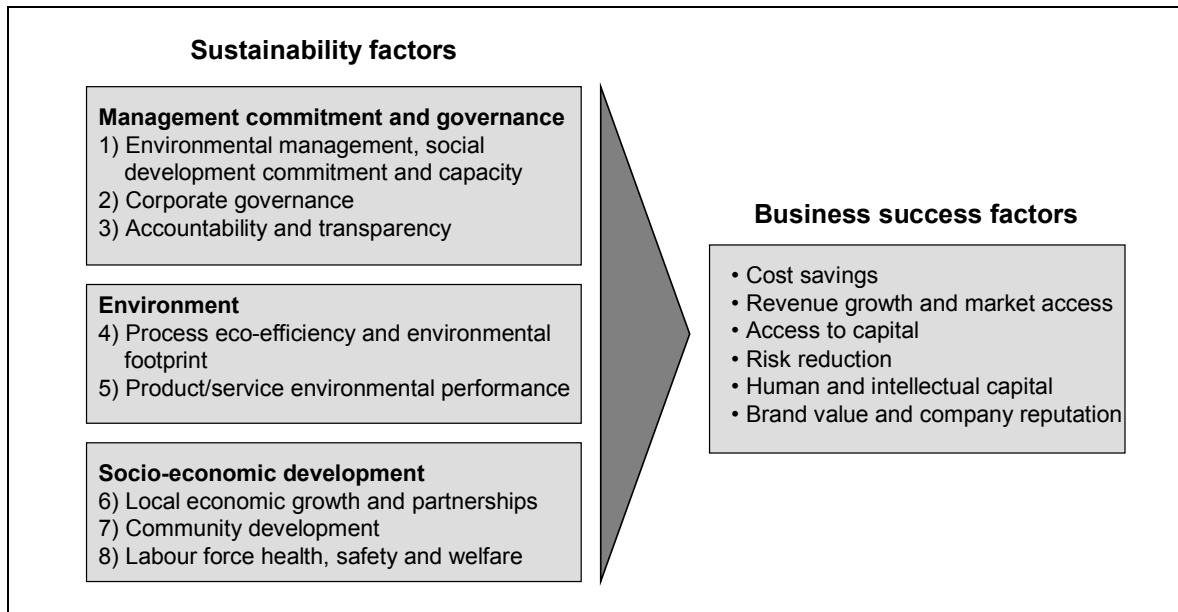 Sustainability factors
Management commitment and governance
1) Environmental management, social
development commitment and capacity
2) Corporate governance
3) Accountability and transparency
Environment
4) Process eco-efficiency and environmental
footprint
5) Product/service environmental performance
Socio-economic development
6) Local economic growth and partnerships
7) Community development
8) Labour force health, safety and welfare
Business success factors
• Cost savings
• Revenue growth and market access
• Access to capital
• Risk reduction
• Human and intellectual capital
• Brand value and company reputation